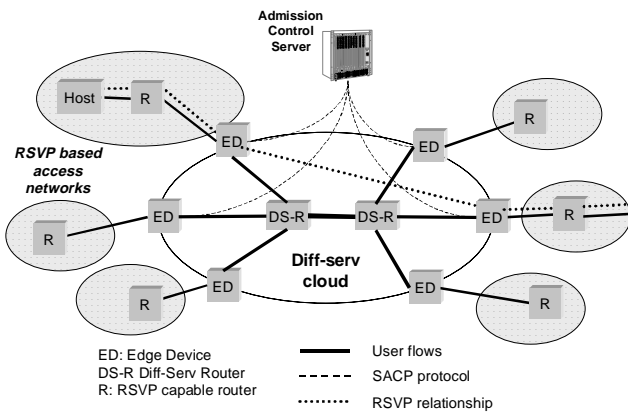 Admission
Control
Server
Host
R
R
ED
ED
RSVP based
access
networks
ED
DS-R
DS-R
ED
R
R
Diff-serv
cloud
ED
ED
R
R
ED: Edge Device
DS-R Diff-Serv Router
R: RSVP capable router
User flows
SACP protocol
RSVP relationship